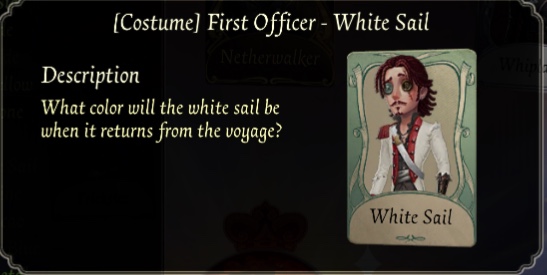 [Costume] First Officer - White Sail
Netherwalker
Description
What color will the white sail be
when it returns from the voyage?
White Sail